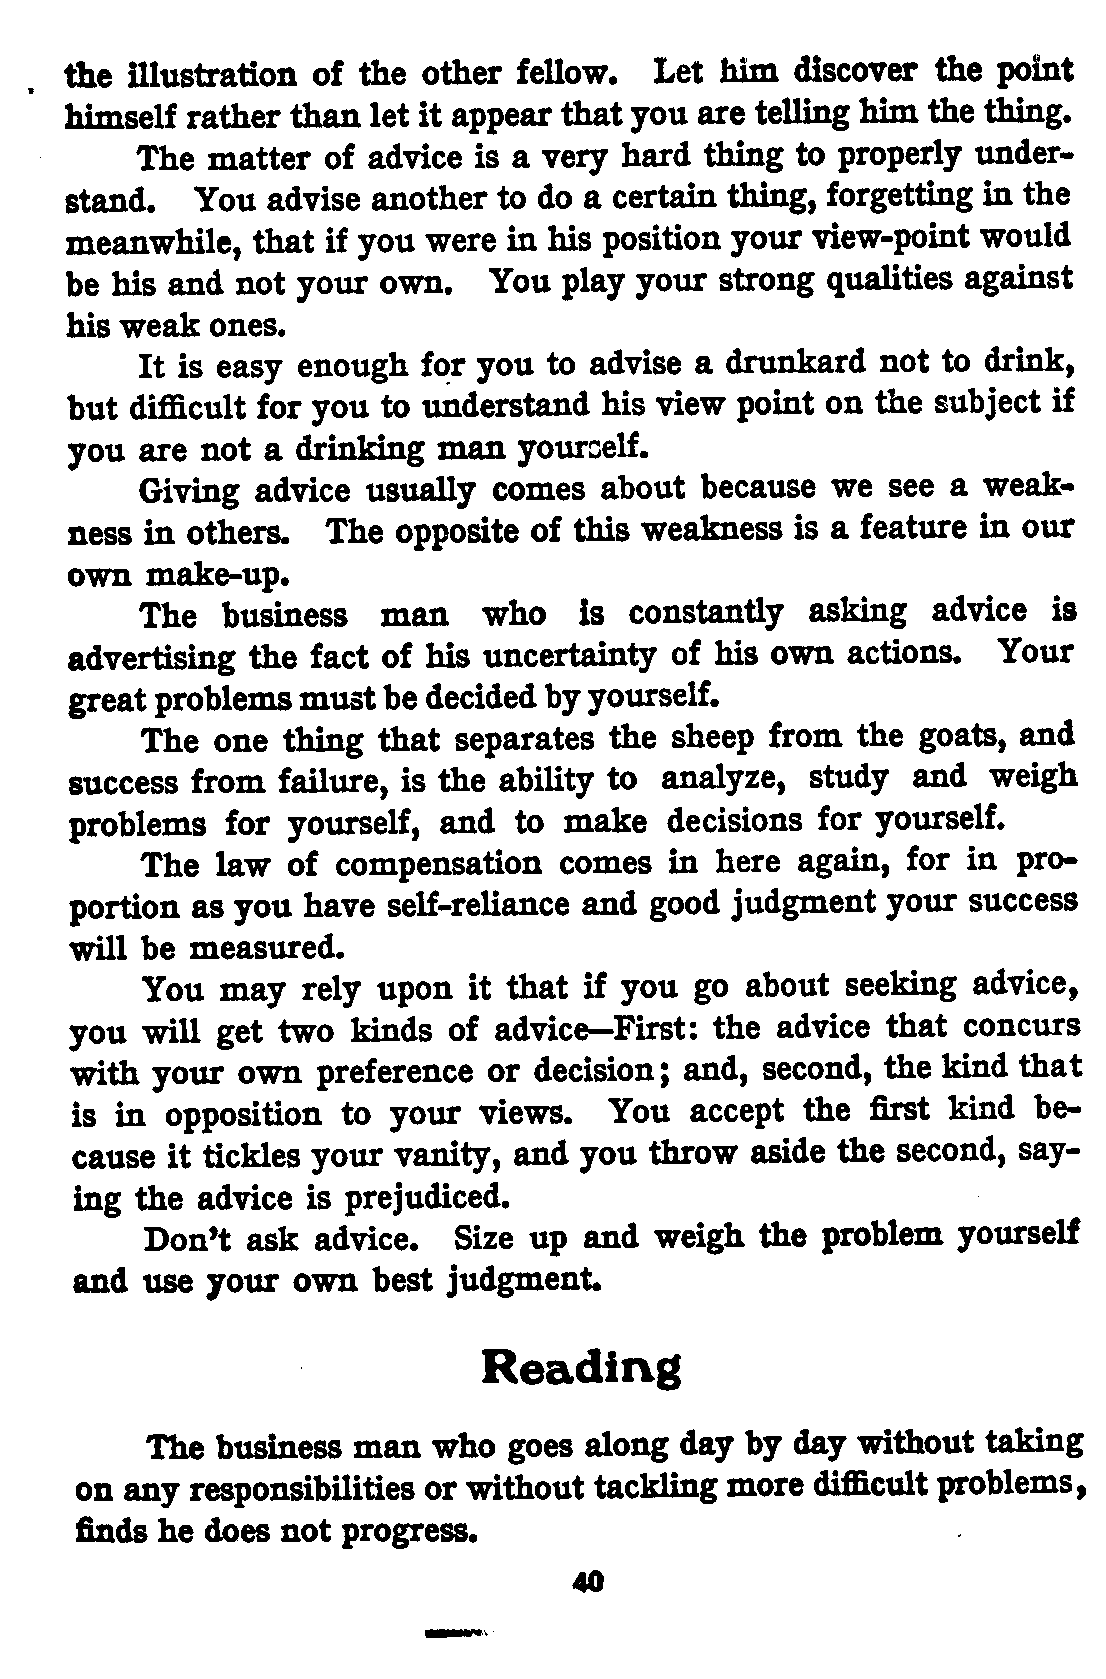 the illustration of the other fellow. Let him discover the point
himself rather than let it appear that you are telling him the thing.
The matter of advice is a very hard thing to properly under-
stand. You advise another to do a certain thing, forgetting in the
meanwhile, that if you were in his position your view-point would
be his and not your own. You play your strong qualities against
his weak ones.
It is easy enough for you to advise a drunkard not to drink,
but difficult for you to understand his view point on the subject if
you are not a drinking man yourself.
Giving advice usually comes about because we see a weak-
ness in others. The opposite of this weakness is a feature in our
own make-up.
The business man who is constantly asking advice is
advertising the fact of his uncertainty of his own actions. Your
great problems must be decided by yourself.
The one thing that separates the sheep from the goats, and
success from failure, is the ability to analyze, study and weigh
problems for yourself, and to make decisions for yourself.
The law of compensation comes in here again, for in pro-
portion as you have self-reliance and good judgment your success
will be measured.
You may rely upon it that if you go about seeking advice,
you will get two kinds of advice—First: the advice that concurs
with your own preference or decision; and, second, the kind that
is in opposition to your views. You accept the first kind be-
cause it tickles your vanity, and you throw aside the second, say-
ing the advice is prejudiced.
Don't ask advice. Size up and weigh the problem yourself
and use your own best judgment.
Reading
The business man who goes along day by day without taking
on any responsibilities or without tackling more difficult problems,
finds he does not progress.
40